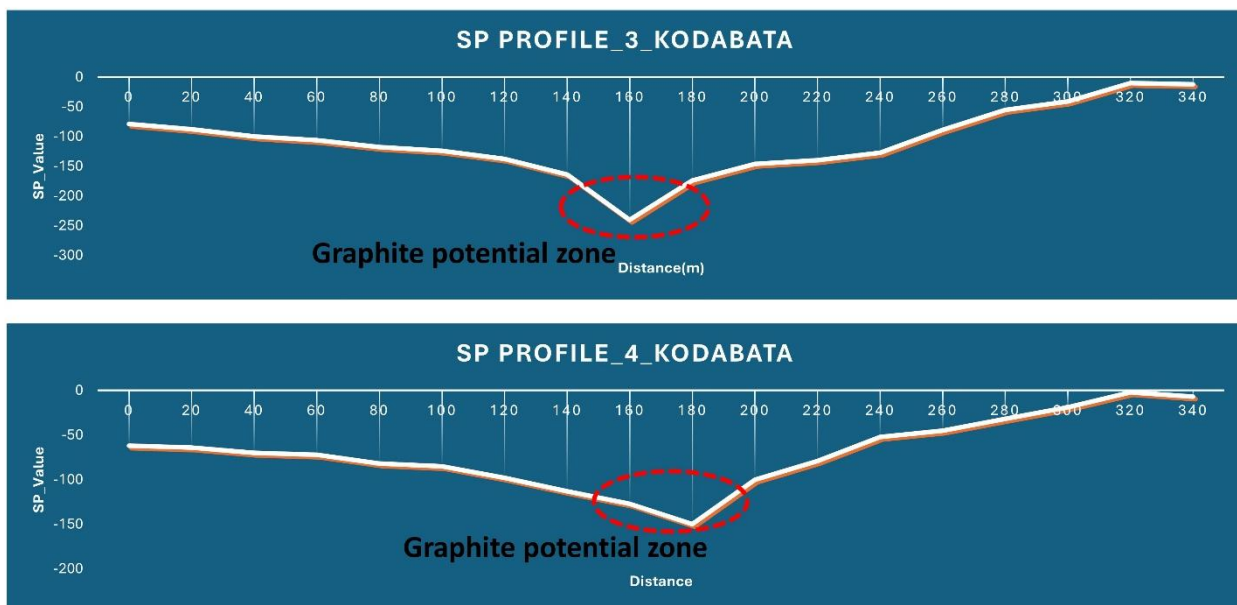 SP PROFILE_3_KODABATA
0
0 20 40 60 80 100 120 140 160 180 200 220 240 260 280 300 320 340
-50
-100
-150
-200
-250
-300
SP_Value
Graphite potential zone
Distance(m)
SP PROFILE_4_KODABATA
0
0 20 40 60 80 100 120 140 160 180 200 220 240 260 280 300 320 340
-50
-100
-150
-200
SP_Value
Graphite potential zone
Distance